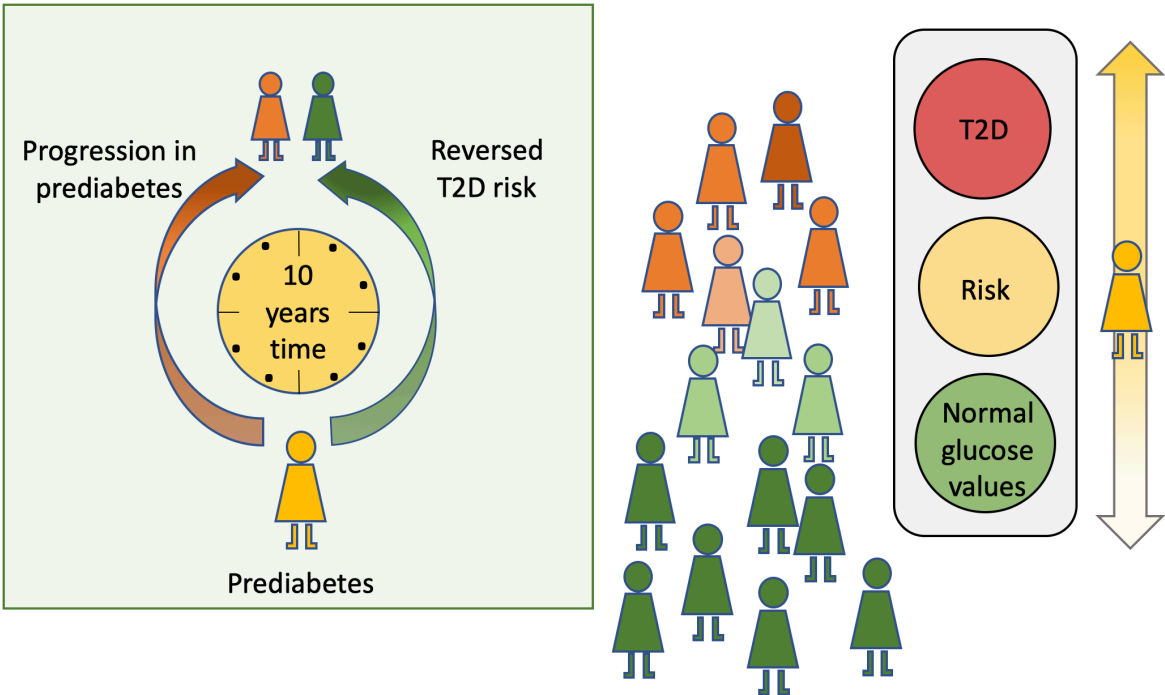 Progression in
prediabetes
Reversed
T2D risk
10
years
time
Prediabetes
T2D
Risk
Normal
glucose
values